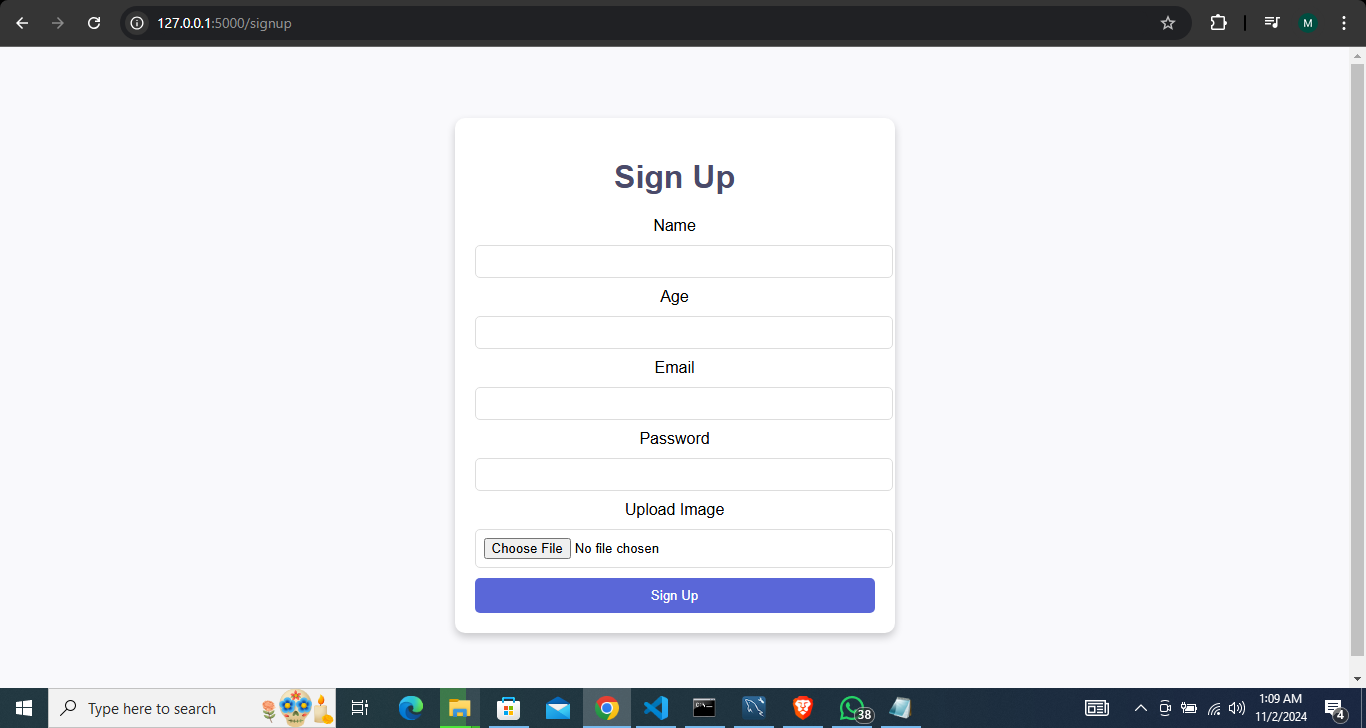 127.0.0.1:5000/signup
M
Sign Up
Name
Age
Email
Password
Upload Image
Choose File No file chosen
Sign Up
Type here to search
38
1:09 AM
11/2/2024
4